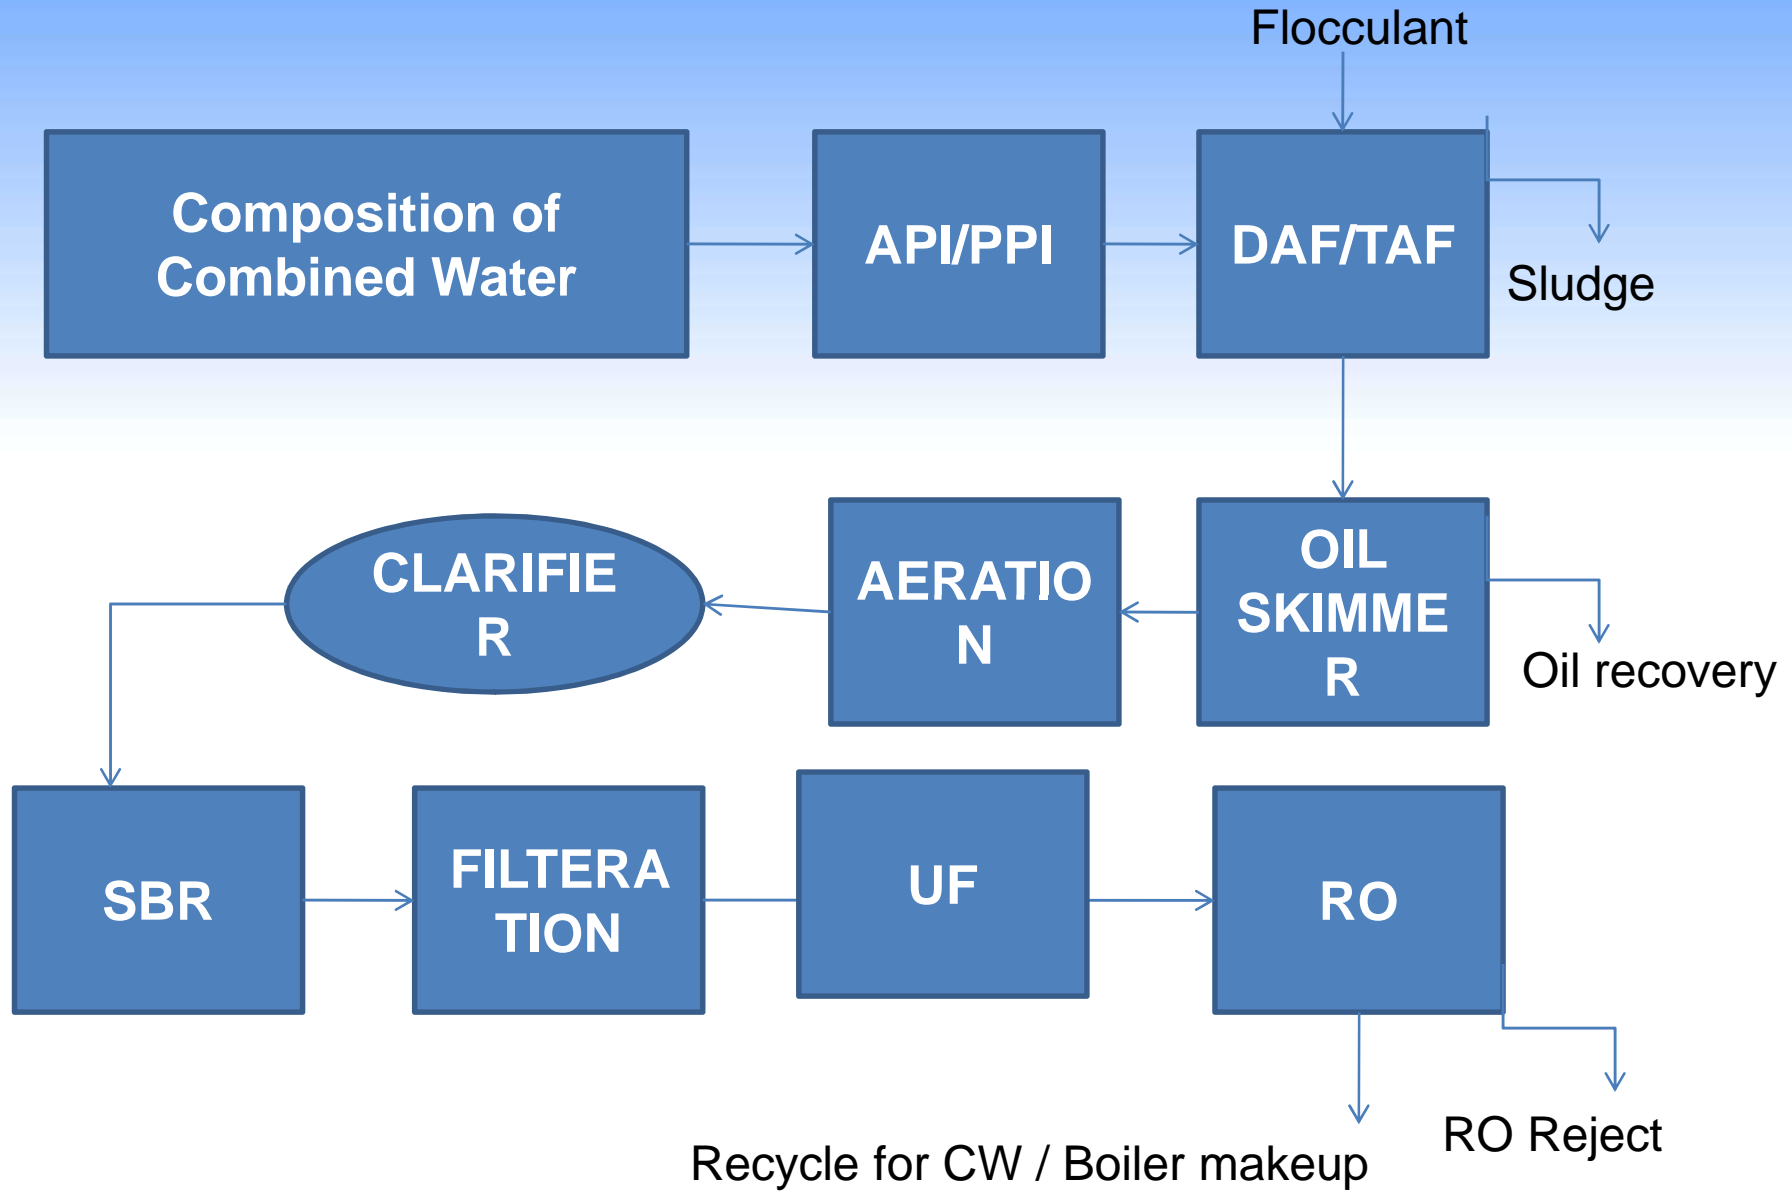 Flocculant
Composition of
Combined Water
API/PPI
DAF/TAF
Sludge
CLARIFIE
R
AERATIO
N
OIL
SKIMME
R
Oil recovery
SBR
FILTERA
TION
UF
RO
RO Reject
Recycle for CW / Boiler makeup